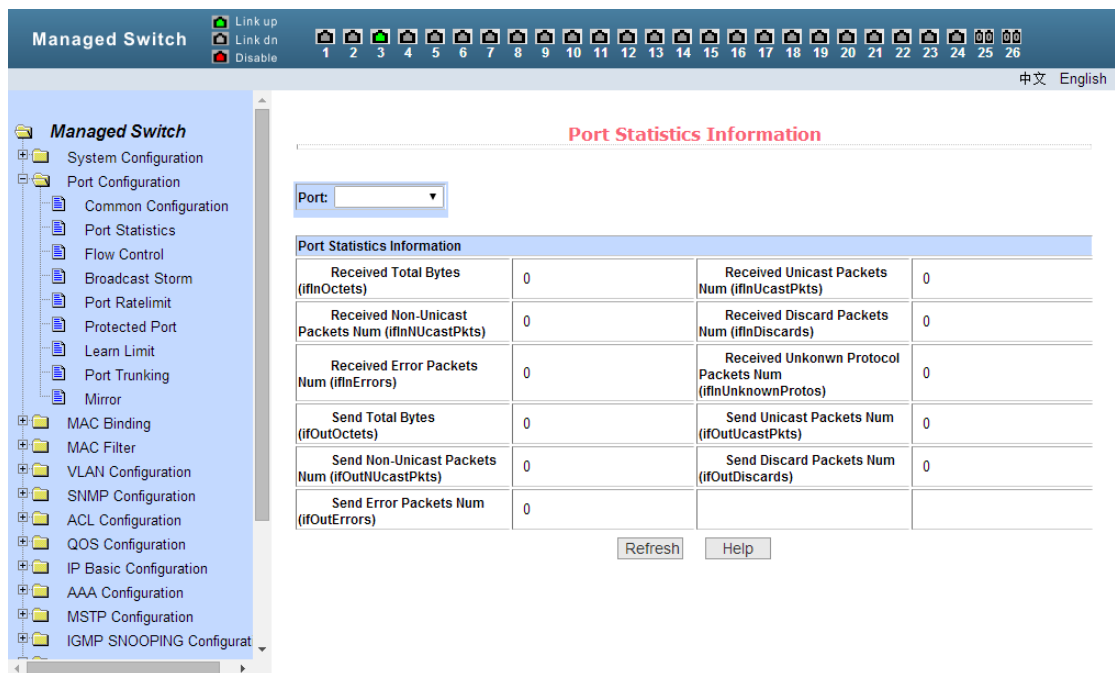 Managed Switch
Link up
Link dn
Disable
1 2 3 4 5 6 7 8 9 10 11 12 13 14 15 16 17 18 19 20 21 22 23 24 25 26
中文 English
Managed Switch
System Configuration
Port Configuration
Common Configuration
Port Statistics
Flow Control
Broadcast Storm
Port Ratelimit
Protected Port
Learn Limit
Port Trunking
Mirror
MAC Binding
MAC Filter
VLAN Configuration
SNMP Configuration
ACL Configuration
QOS Configuration
IP Basic Configuration
AAA Configuration
MSTP Configuration
IGMP SNOOPING Configurat
Port Statistics Information
Port:
Port Statistics Information
Received Total Bytes
(ifInOctets)
0
Received Unicast Packets
Num (ifInUcastPkts)
0
Received Non-Unicast
Packets Num (ifInNUcastPkts)
0
Received Discard Packets
Num (ifInDiscards)
0
Received Error Packets
Num (ifInErrors)
0
Received Unkonwn Protocol
Packets Num
(ifInUnknownProtos)
0
Send Total Bytes
(ifOutOctets)
0
Send Unicast Packets Num
(ifOutUcastPkts)
0
Send Non-Unicast Packets
Num (ifOutNUcastPkts)
0
Send Discard Packets Num
(ifOutDiscards)
0
Send Error Packets Num
(ifOutErrors)
0
Refresh Help